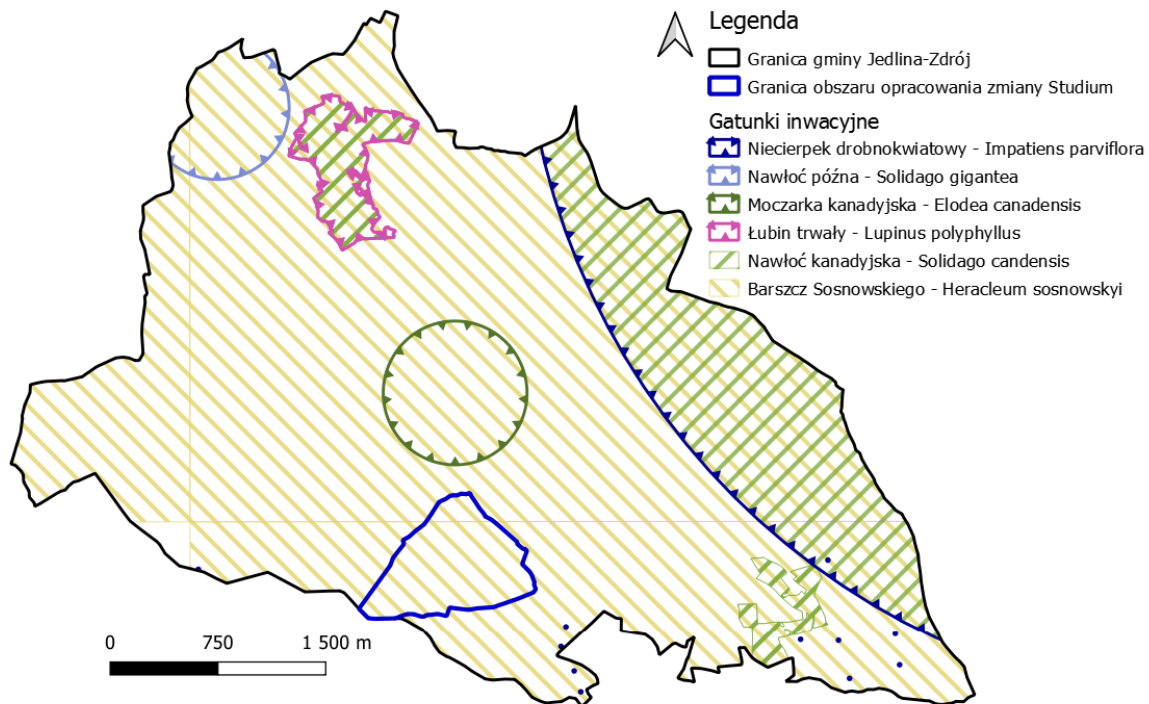 Legenda
Granica gminy Jedlina-Zdrój
Granica obszaru opracowania zmiany Studium
Gatunki inwacyjne
Niecierpek drobnokwiatowy - Impatiens parviflora
Nawłoć późna - Solidago gigantea
Moczarka kanadyjska - Elodea canadensis
Łubin trwały - Lupinus polyphyllus
Nawłoć kanadyjska - Solidago candensis
Barszcz Sosnowskiego - Heracleum sosnowskyi
0 750 1 500 m